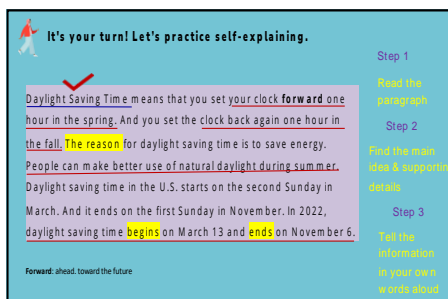 It's your turn! Let's practice self-explaining.
Daylight Saving Time means that you set your clock forward one
hour in the spring. And you set the clock back again one hour in
the fall. The reason for daylight saving time is to save energy.
People can make better use of natural daylight during summer.
Daylight saving time in the U.S. starts on the second Sunday in
March. And it ends on the first Sunday in November. In 2022,
daylight saving time begins on March 13 and ends on November 6.
Forward: ahead. toward the future
Step 1
Read the
paragraph
Step 2
Find the main
idea & supportin
details
Step 3
Tell the
information
in your own
words aloud